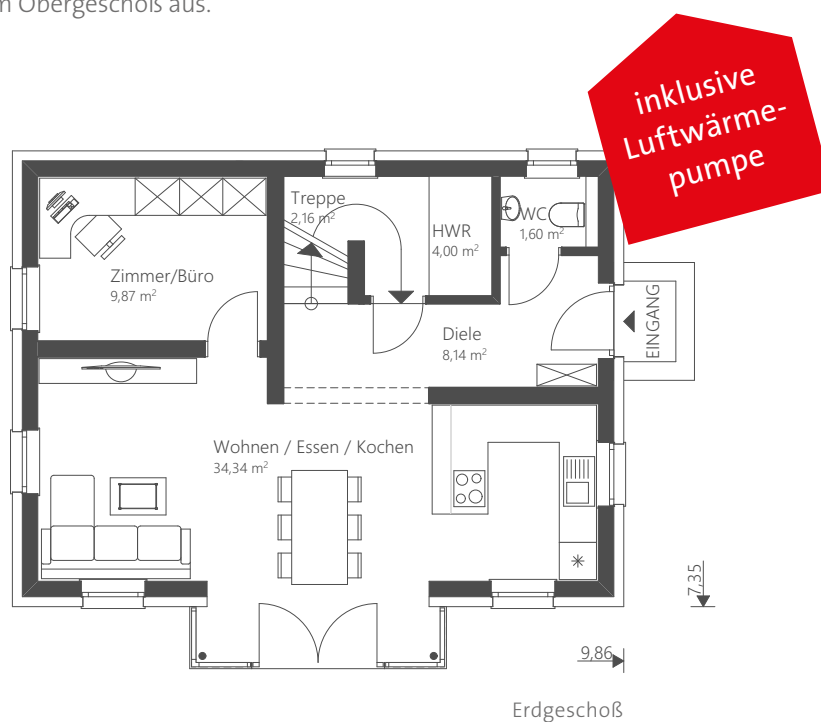 m Obergeschoß aus.
inklusive
Luftwärme-
pumpe
Treppe
2,16 m²
HWR
4,00 m²
WC
1,60 m²
Zimmer/Büro
9,87 m²
Diele
8,14 m²
EINGANG
Wohnen / Essen / Kochen
34,34 m²
7,35
9,86
Erdgeschoß